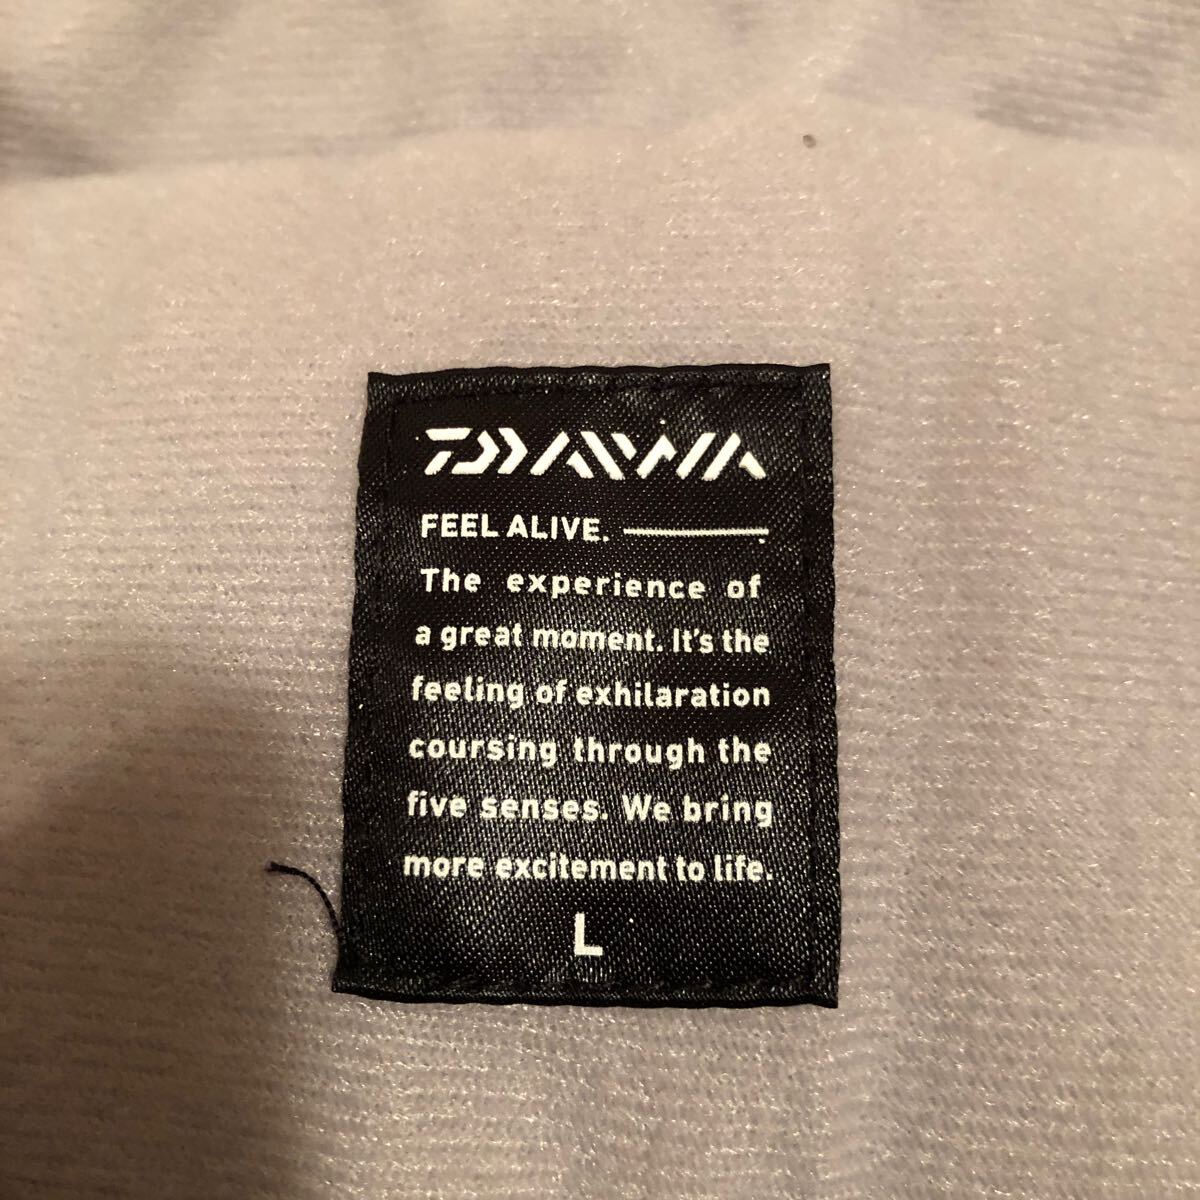 DAIWA
FEEL ALIVE.
The experience of
a great moment. It's the
feeling of exhilaration
coursing through the
five senses. We bring
more excitement to life.
L